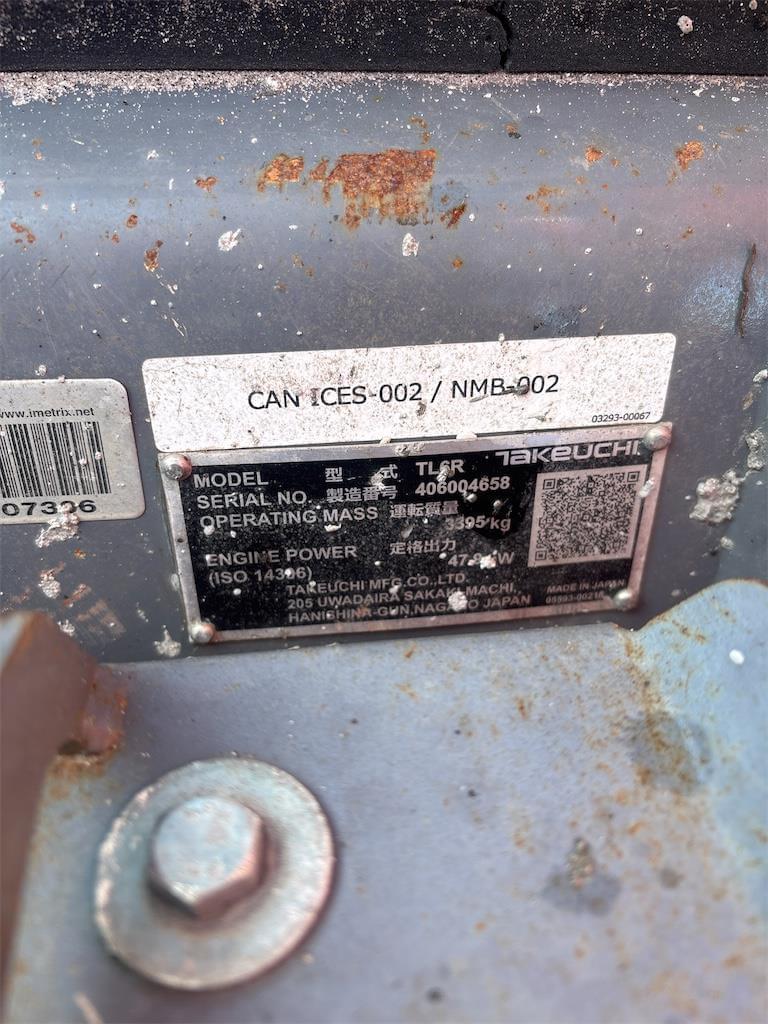 CAN ICES-002 / NMB-002
03293-00067
www.imetrix.net
07306
TAKEUCHI
MODEL 型 式 TL6R
SERIAL NO. 製造番号 406004658
OPERATING MASS 運転質量
3395 kg
ENGINE POWER 定格出力
(ISO 14396)
TAKEUCHI MFG.CO.,LTD.
205 UWADAIRA SAKAKI-MACHI,
HANISHINA-GUN,NAGANO JAPAN
MADE IN JAPAN